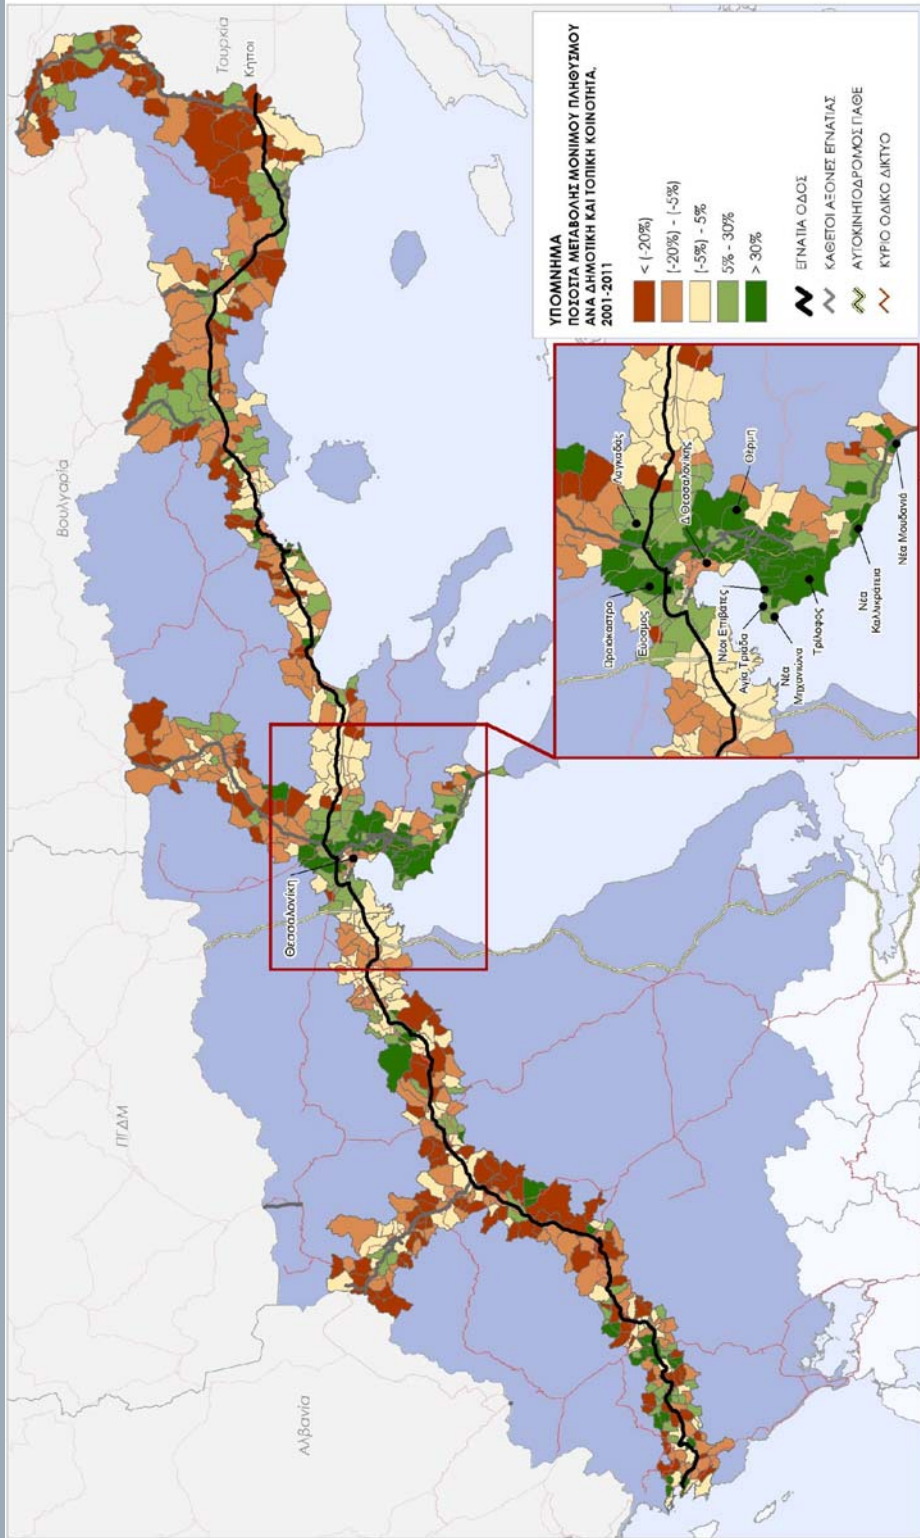 Αλβανία
ΠΓΔΜ
Βουλγαρία
Τουρκία
Κήποι
Θεσσαλονίκη
Λαγκαδάς
Ωραιόκαστρο
Εύοσμος
Δ.Θεσσαλονίκης
Θέρμη
Νέοι Επιβάτες
Αγία Τριάδα
Νέα
Μηχανιώνα
Τρίλοφος
Νέα
Καλλικράτεια
Νέα Μουδανιά
ΥΠΟΜΝΗΜΑ
ΠΟΣΟΣΤΑ ΜΕΤΑΒΟΛΗΣ ΜΟΝΙΜΟΥ ΠΛΗΘΥΣΜΟΥ
ΑΝΑ ΔΗΜΟΤΙΚΗ ΚΑΙ ΤΟΠΙΚΗ ΚΟΙΝΟΤΗΤΑ,
2001-2011
< (-20%)
(-20%) - (-5%)
(-5%) - 5%
5% - 30%
> 30%
ΕΓΝΑΤΙΑ ΟΔΟΣ
ΚΑΘΕΤΟΙ ΑΞΟΝΕΣ ΕΓΝΑΤΙΑΣ
ΑΥΤΟΚΙΝΗΤΟΔΡΟΜΟΣ ΠΑΘΕ
ΚΥΡΙΟ ΟΔΙΚΟ ΔΙΚΤΥΟ